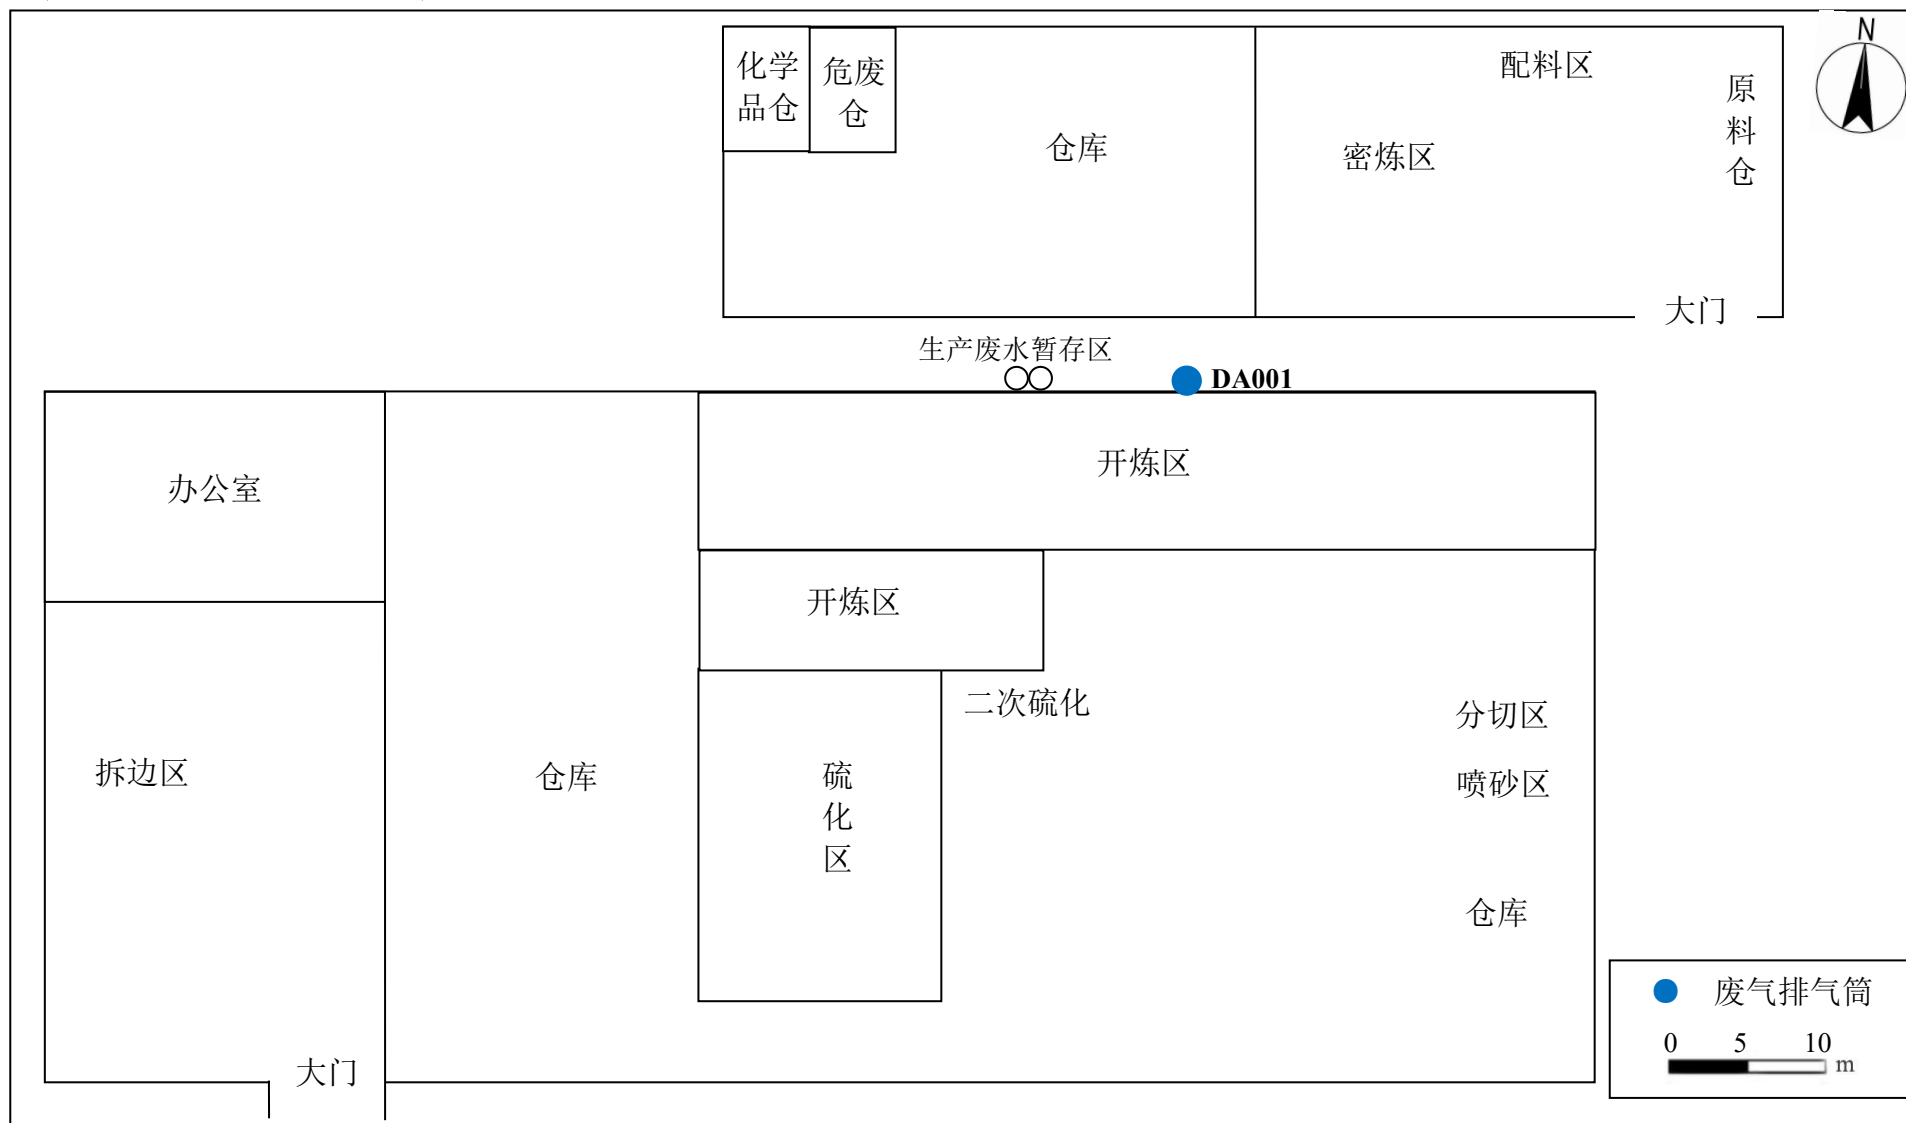 N
化学
品仓
危废
仓
仓库
配料区
密炼区
原
料
仓
大门
生产废水暂存区
DA001
办公室
开炼区
开炼区
二次硫化
分切区
拆边区
仓库
硫
化
区
喷砂区
仓库
大门
废气排气筒
0 5 10
m